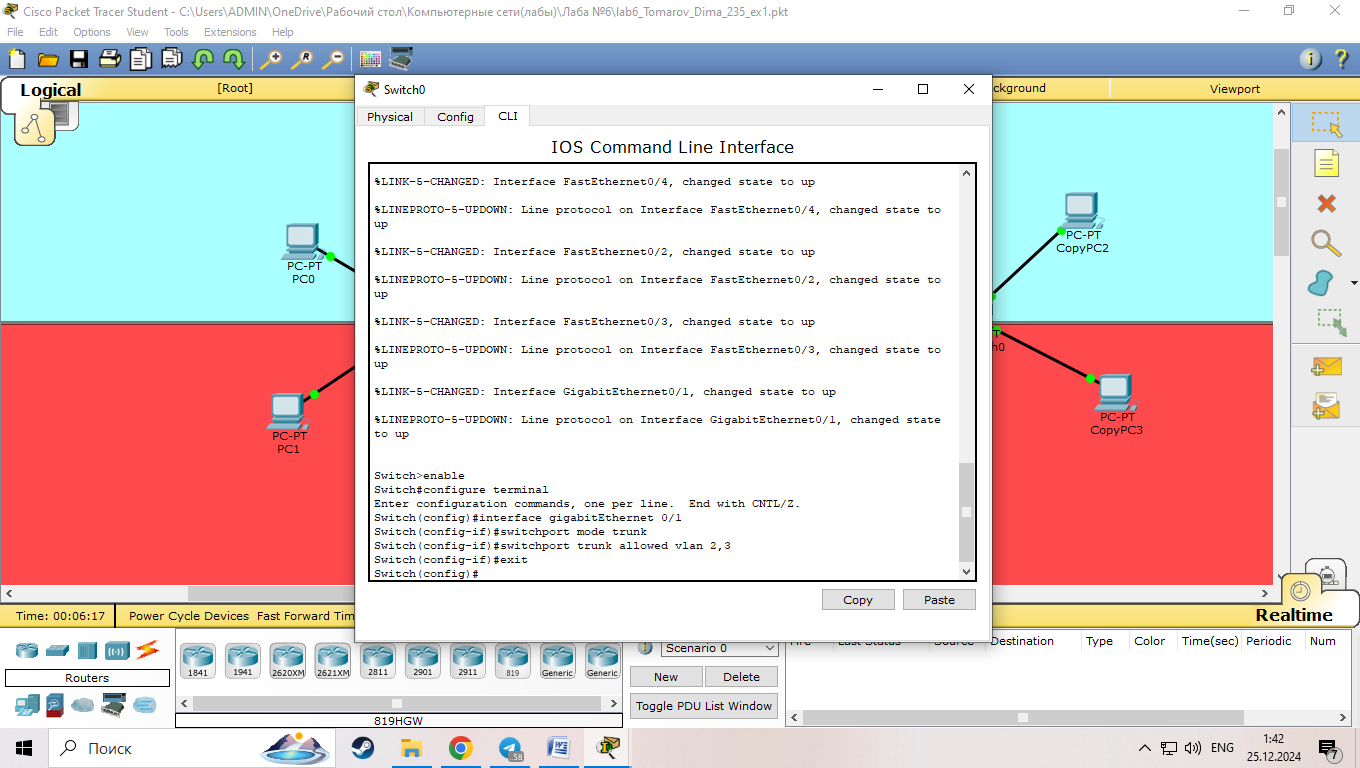 Cisco Packet Tracer Student - C:\Users\ADMIN\OneDrive\Рабочий стол\Компьютерные сети(лабы)\Лаба №6\lab6_Tomarov_Dima_235_ex1.pkt
File Edit Options View Tools Extensions Help
Logical
[Root]
Viewport
Switch0
Physical Config CLI
IOS Command Line Interface
%LINK-5-CHANGED: Interface FastEthernet0/4, changed state to up
%LINEPROTO-5-UPDOWN: Line protocol on Interface FastEthernet0/4, changed state to
up
%LINK-5-CHANGED: Interface FastEthernet0/2, changed state to up
%LINEPROTO-5-UPDOWN: Line protocol on Interface FastEthernet0/2, changed state to
up
%LINK-5-CHANGED: Interface FastEthernet0/3, changed state to up
%LINEPROTO-5-UPDOWN: Line protocol on Interface FastEthernet0/3, changed state to
up
%LINK-5-CHANGED: Interface GigabitEthernet0/1, changed state to up
%LINEPROTO-5-UPDOWN: Line protocol on Interface GigabitEthernet0/1, changed state
to up
Switch>enable
Switch#configure terminal
Enter configuration commands, one per line. End with CNTL/Z.
Switch(config)#interface gigabitEthernet 0/1
Switch(config-if)#switchport mode trunk
Switch(config-if)#switchport trunk allowed vlan 2,3
Switch(config-if)#exit
Switch(config)#
Copy Paste
PC-PT
PC0
PC-PT
PC1
PC-PT
CopyPC2
PC-PT
CopyPC3
Time: 00:06:17 Power Cycle Devices Fast Forward Tim
Realtime
Routers
1841 1941 2620XM 2621XM 2811 2901 2911 819 Generic Generic
819HGW
Scenario 0
New Delete
Toggle PDU List Window
Fire Last Status Source Destination Type Color Time(sec) Periodic Num
Поиск
58
ENG
1:42
25.12.2024
7